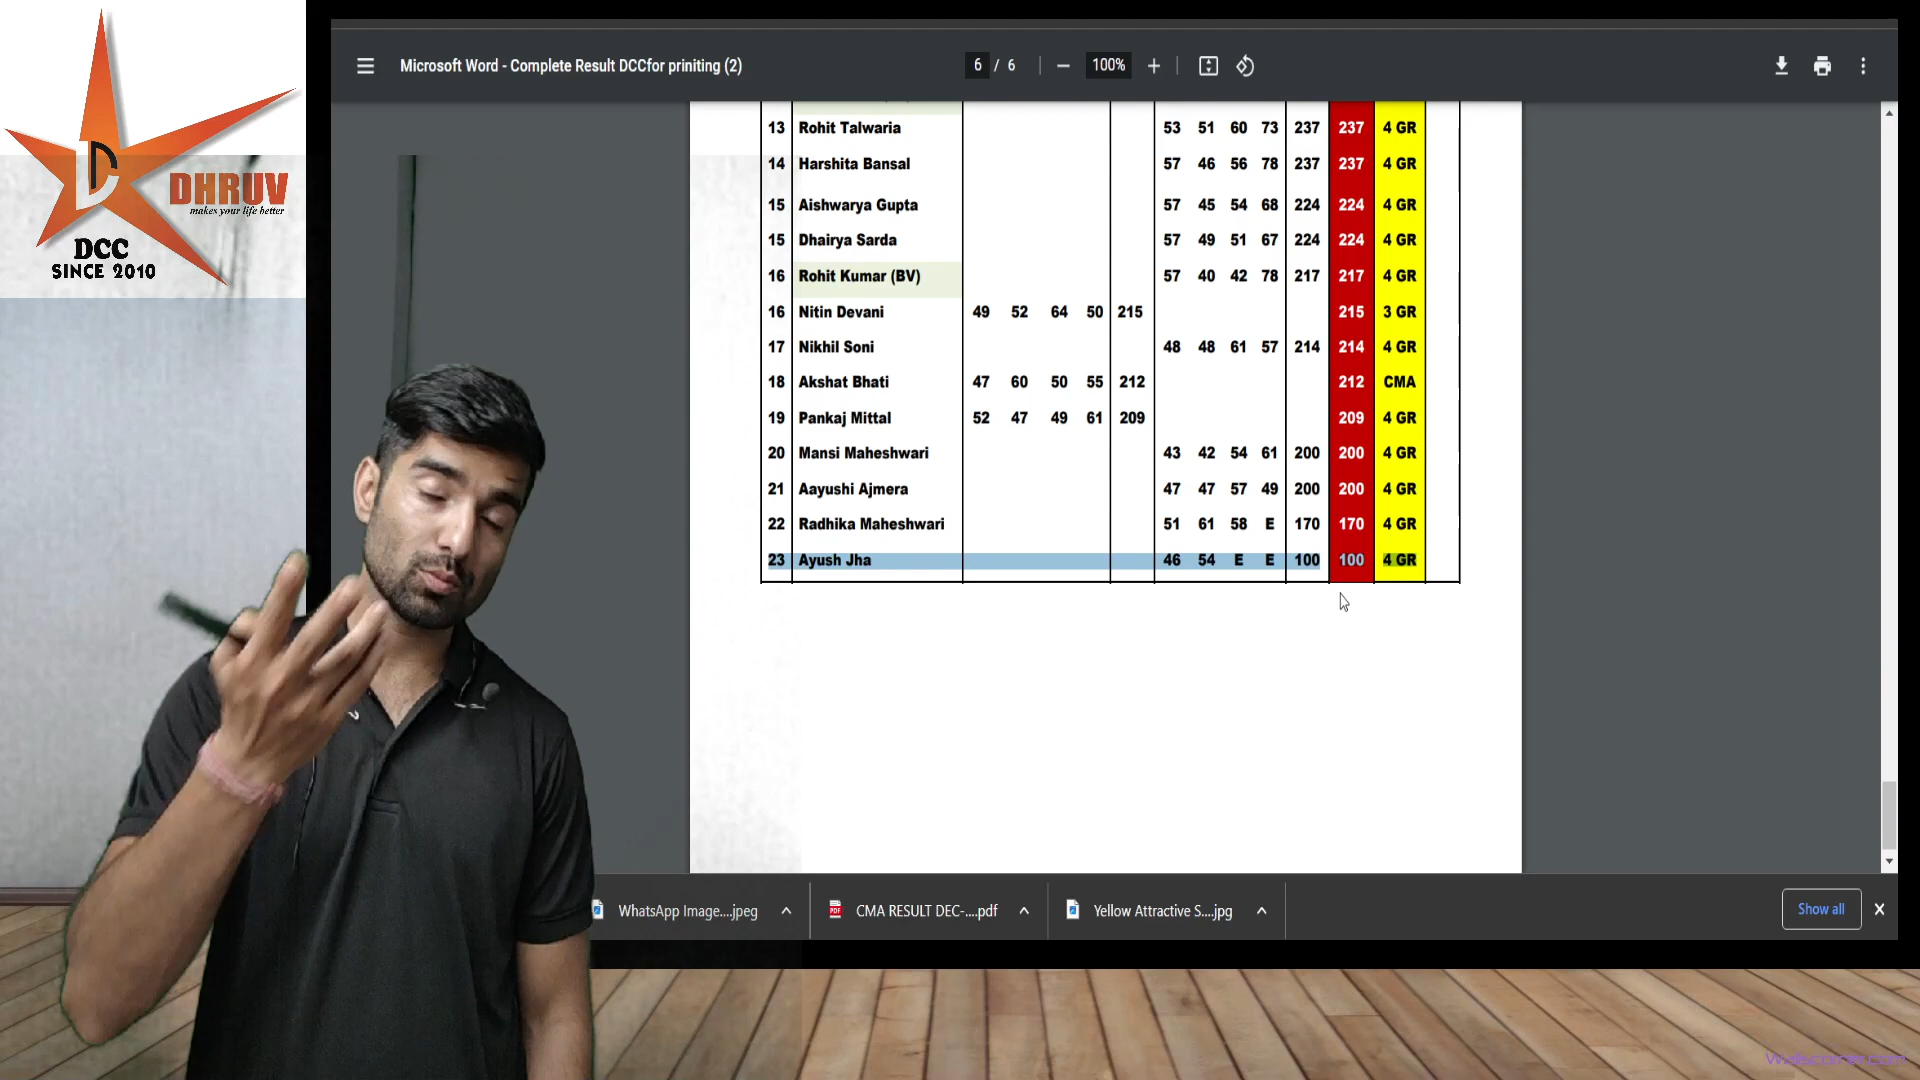 DHRUV
makes your life better
DCC
SINCE 2010
Microsoft Word - Complete Result DCCfor priniting (2)
6 / 6
100%
13 Rohit Talwaria 53 51 60 73 237 237 4 GR
14 Harshita Bansal 57 46 56 78 237 237 4 GR
15 Aishwarya Gupta 57 45 54 68 224 224 4 GR
15 Dhairya Sarda 57 49 51 67 224 224 4 GR
16 Rohit Kumar (BV) 57 40 42 78 217 217 4 GR
16 Nitin Devani 49 52 64 50 215 215 3 GR
17 Nikhil Soni 48 48 61 57 214 214 4 GR
18 Akshat Bhati 47 60 50 55 212 212 CMA
19 Pankaj Mittal 52 47 49 61 209 209 4 GR
20 Mansi Maheshwari 43 42 54 61 200 200 4 GR
21 Aayushi Ajmera 47 47 57 49 200 200 4 GR
22 Radhika Maheshwari 51 61 58 E 170 170 4 GR
23 Ayush Jha 46 54 E E 100 100 4 GR
WhatsApp Image....jpeg
CMA RESULT DEC-....pdf
Yellow Attractive S....jpg
Show all